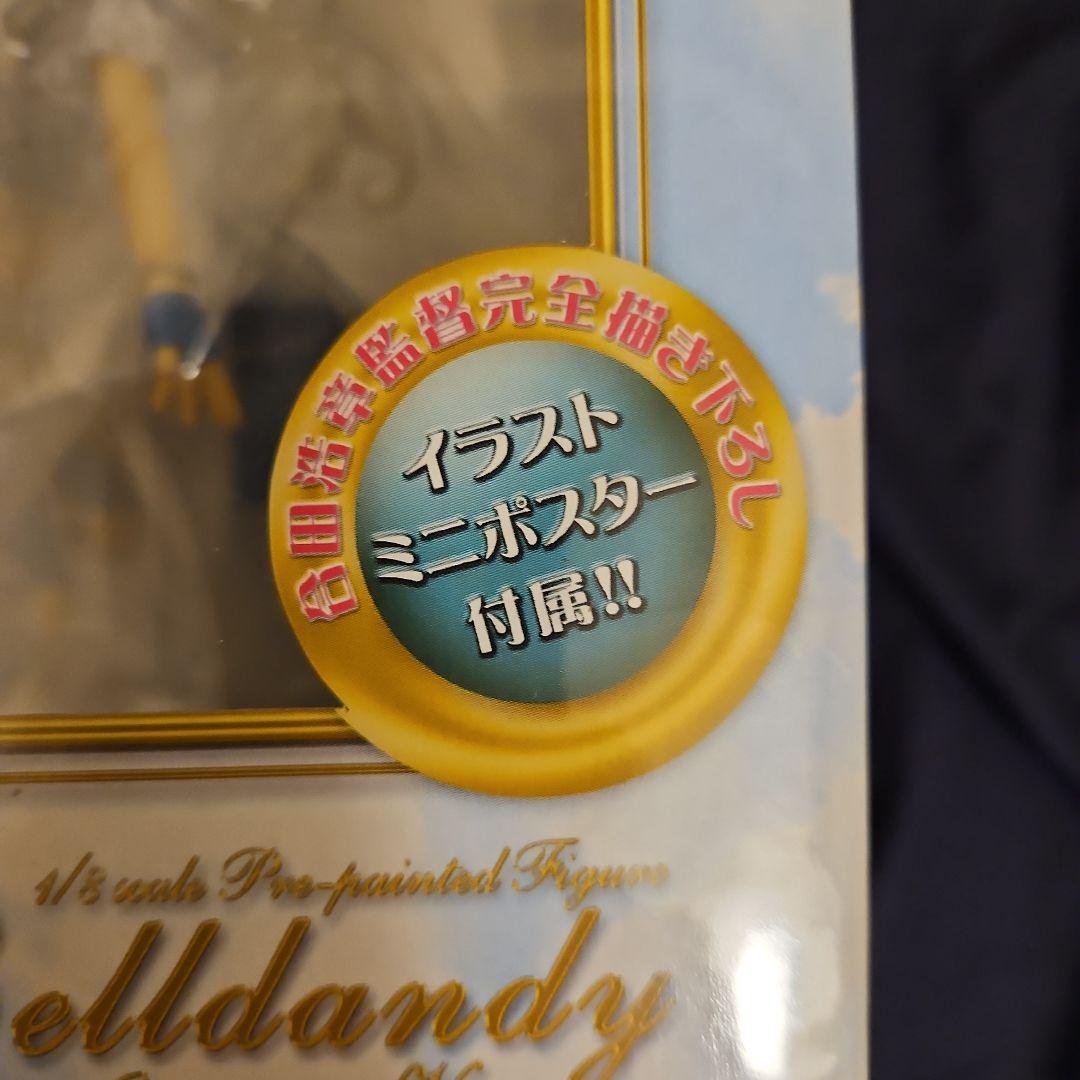 合田浩章監督完全描き下ろし
イラスト
ミニポスター
付属!!
1/8 scale Pre-painted Figure
elldandy